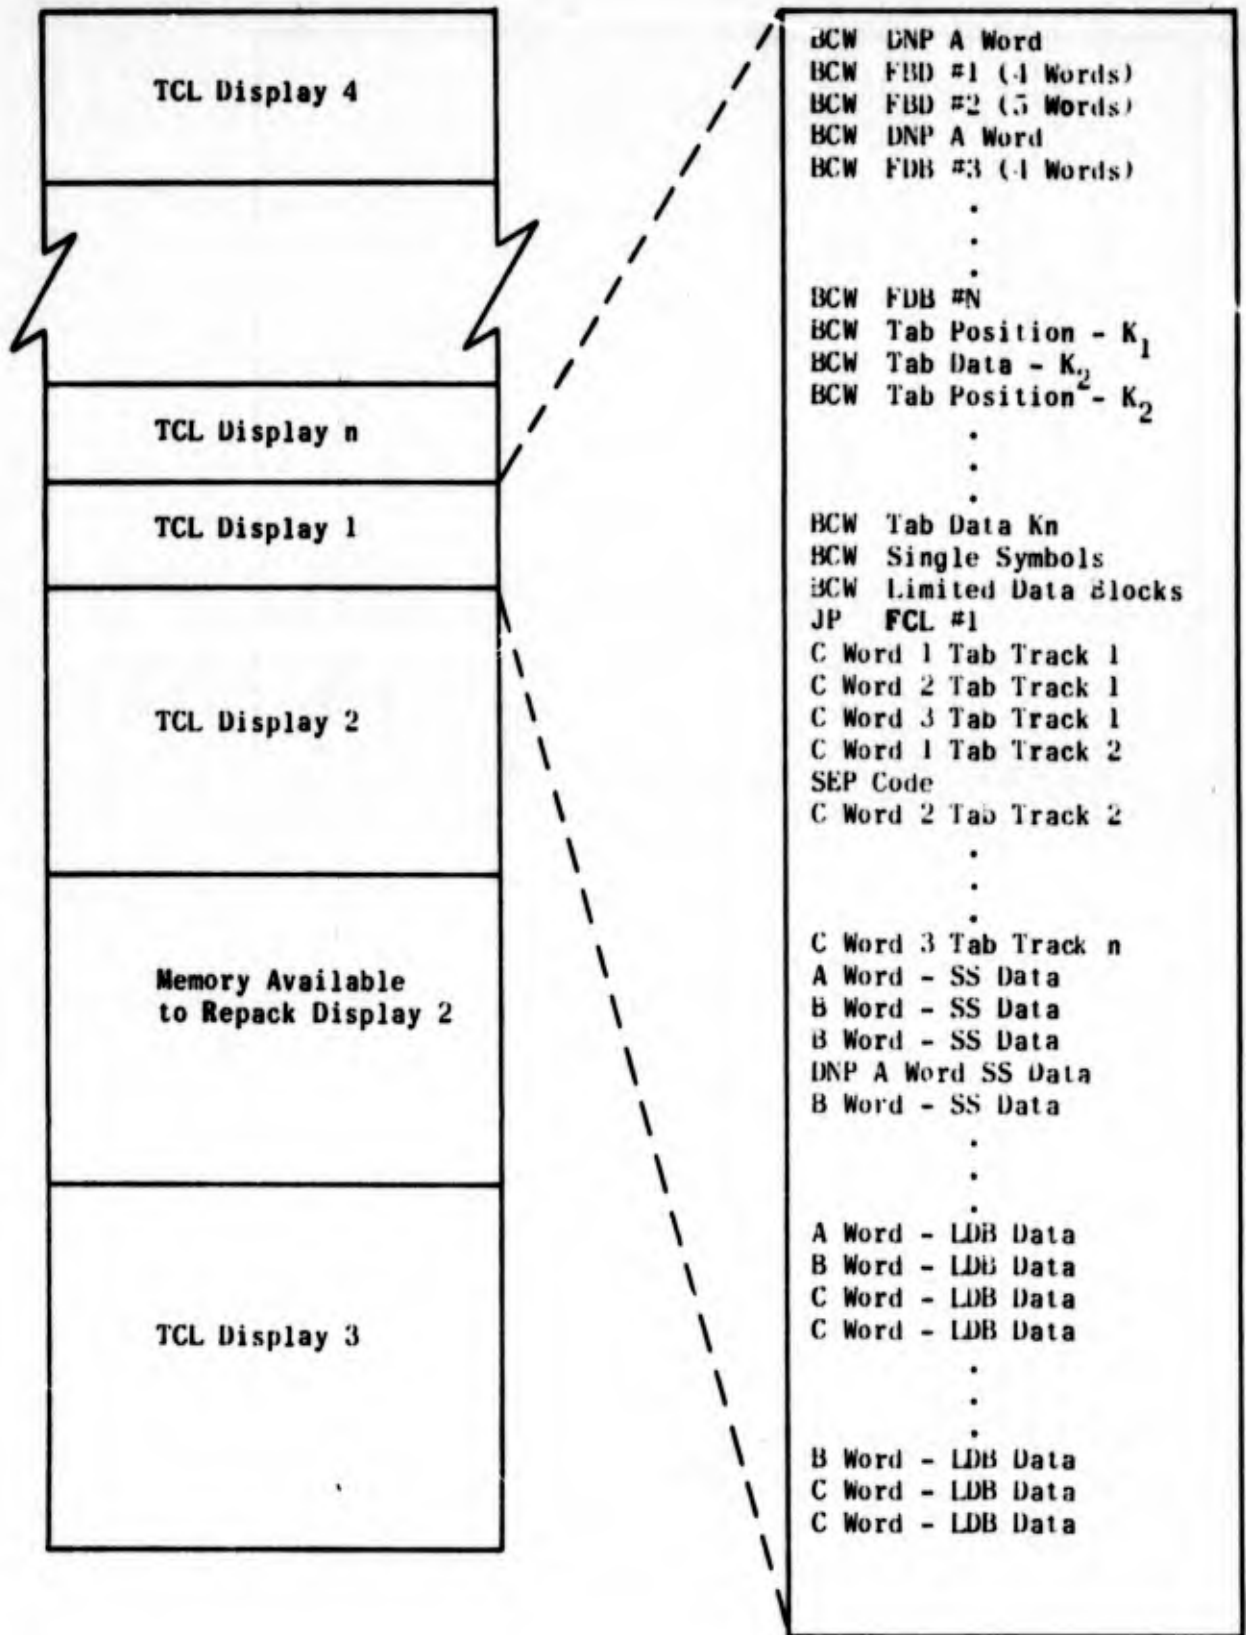 TCL Display 4
TCL Display n
TCL Display 1
TCL Display 2
Memory Available
to Repack Display 2
TCL Display 3
BCW DNP A Word
BCW FBD #1 (4 Words)
BCW FBD #2 (5 Words)
BCW DNP A Word
BCW FDB #3 (4 Words)
.
.
.
BCW FDB #N
BCW Tab Position - K1
BCW Tab Data - K2
BCW Tab Position - K2
.
.
.
BCW Tab Data Kn
BCW Single Symbols
BCW Limited Data Blocks
JP FCL #1
C Word 1 Tab Track 1
C Word 2 Tab Track 1
C Word 3 Tab Track 1
C Word 1 Tab Track 2
SEP Code
C Word 2 Tab Track 2
.
.
.
C Word 3 Tab Track n
A Word - SS Data
B Word - SS Data
B Word - SS Data
DNP A Word SS Data
B Word - SS Data
.
.
.
A Word - LDB Data
B Word - LDB Data
C Word - LDB Data
C Word - LDB Data
.
.
.
B Word - LDB Data
C Word - LDB Data
C Word - LDB Data